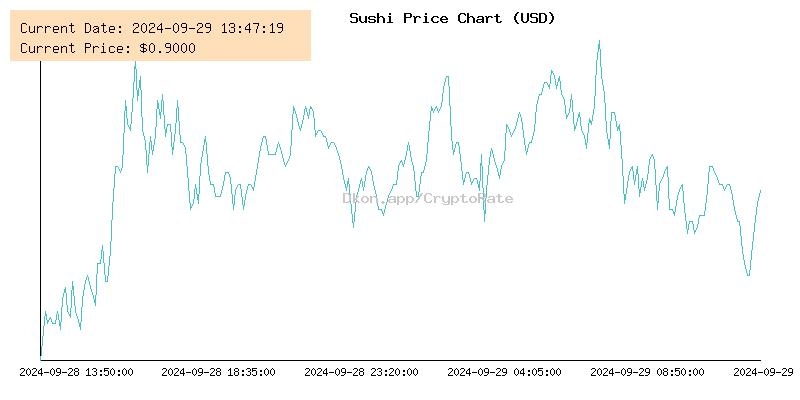 Sushi Price Chart (USD)
Current Date: 2024-09-29 13:47:19
Current Price: $0.9000
Dkon.app/CryptoRate
2024-09-28 13:50:00 2024-09-28 18:35:00 2024-09-28 23:20:00 2024-09-29 04:05:00 2024-09-29 08:50:00 2024-09-29